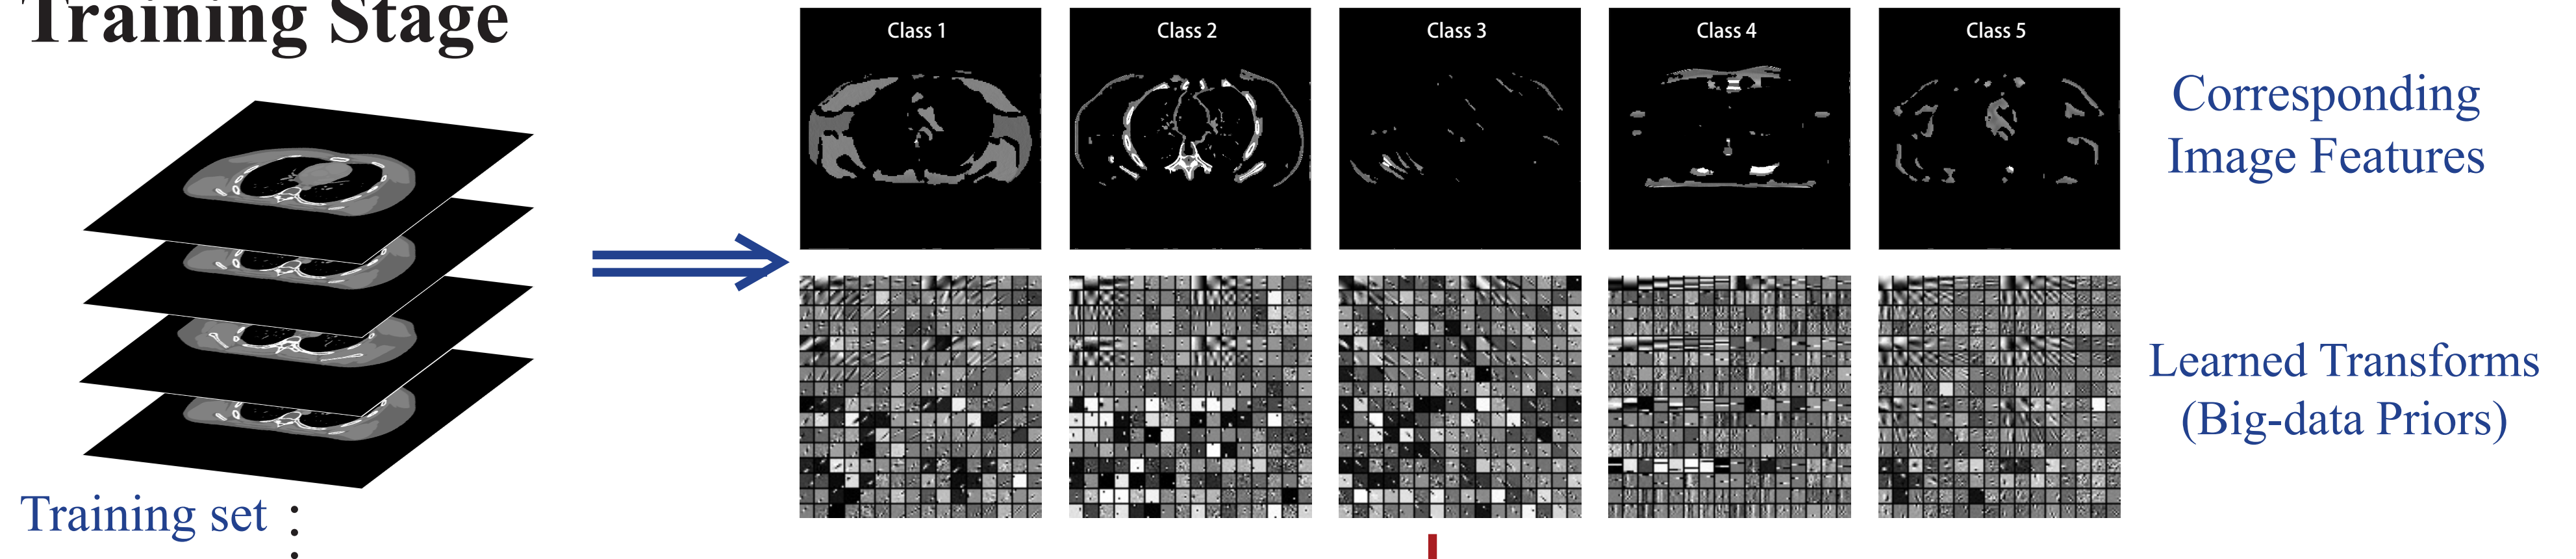 Training Stage
Class 1
Class 2
Class 3
Class 4
Class 5
Corresponding
Image Features
Learned Transforms
(Big-data Priors)
Training set